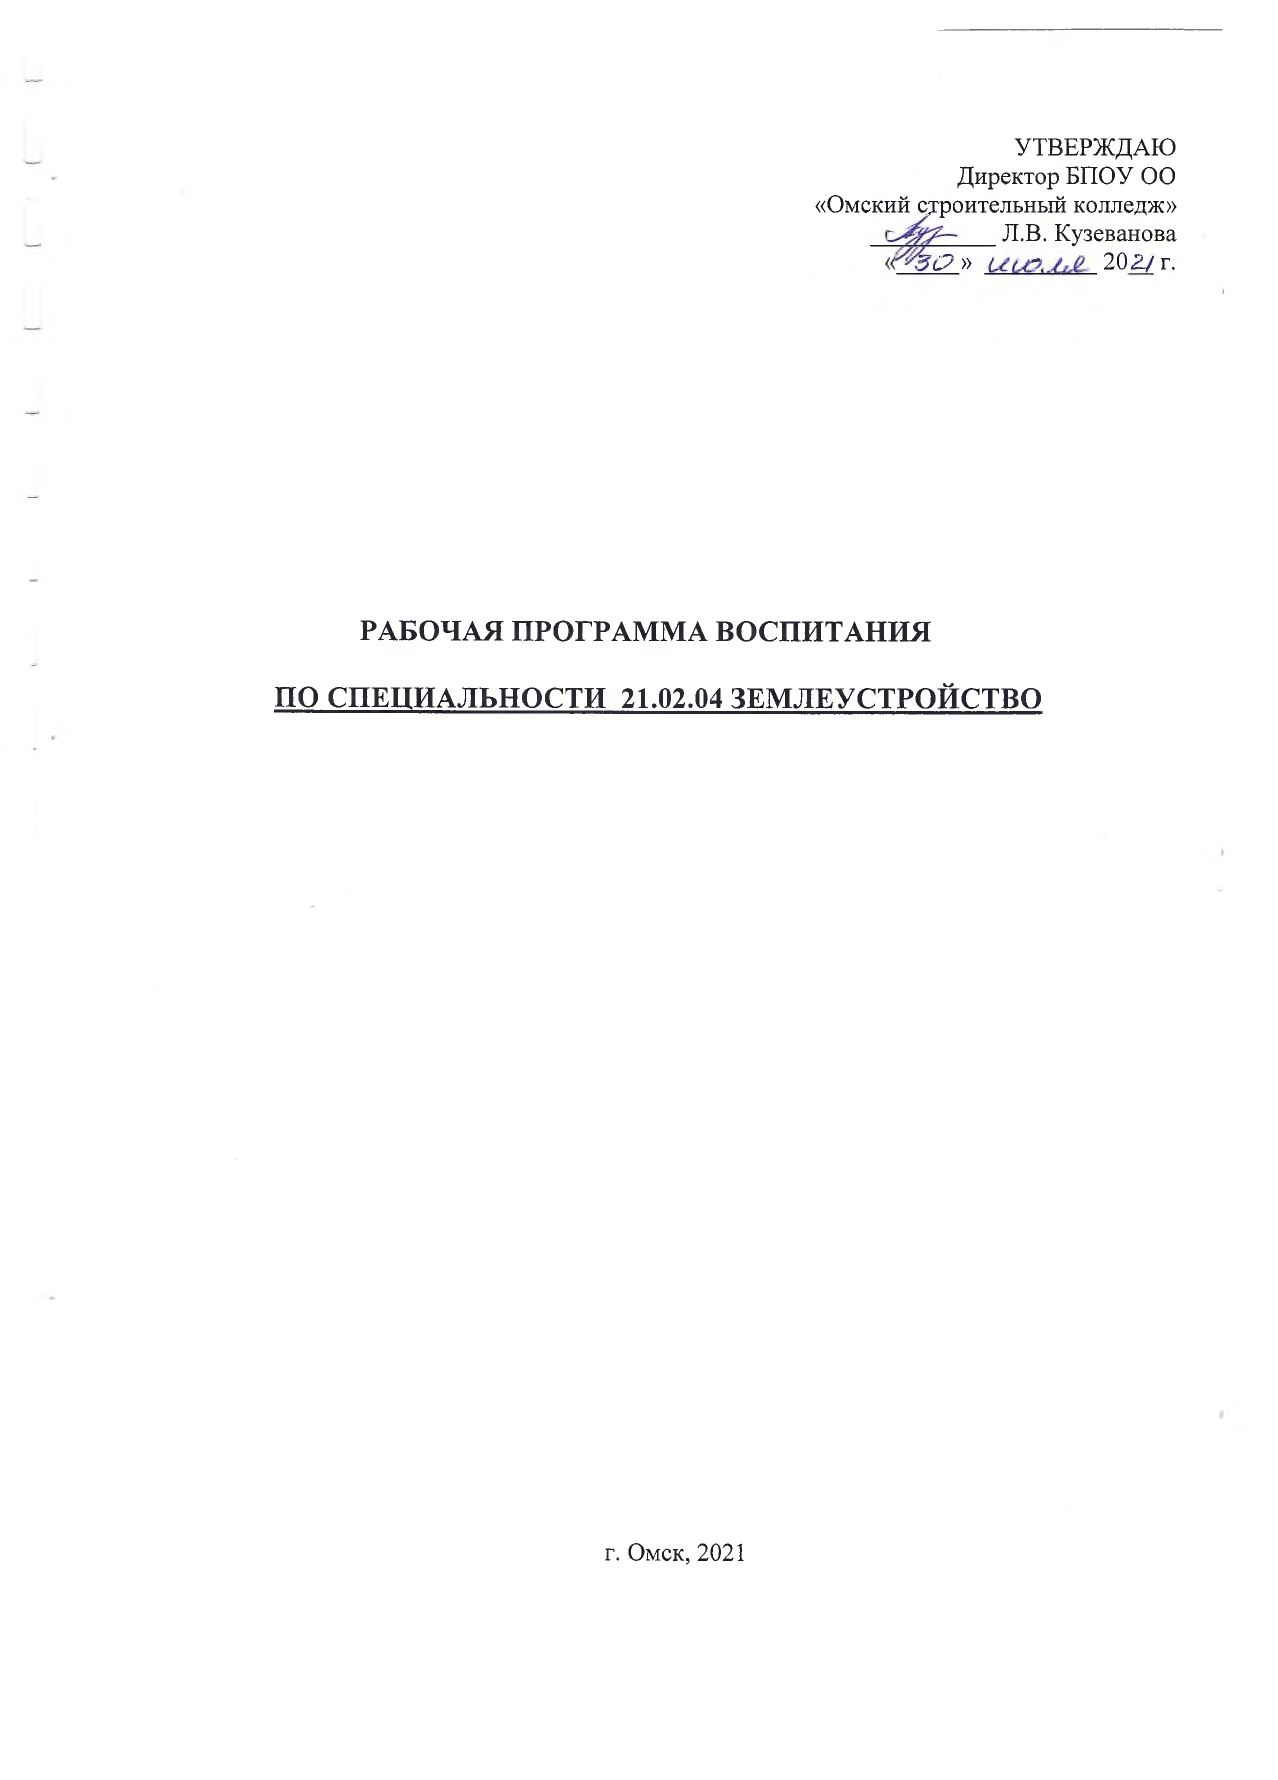 УТВЕРЖДАЮ
Директор БПОУ ОО
«Омский строительный колледж»
Л.В. Кузеванова
«30» июля 2021 г.
РАБОЧАЯ ПРОГРАММА ВОСПИТАНИЯ
ПО СПЕЦИАЛЬНОСТИ 21.02.04 ЗЕМЛЕУСТРОЙСТВО
г. Омск, 2021